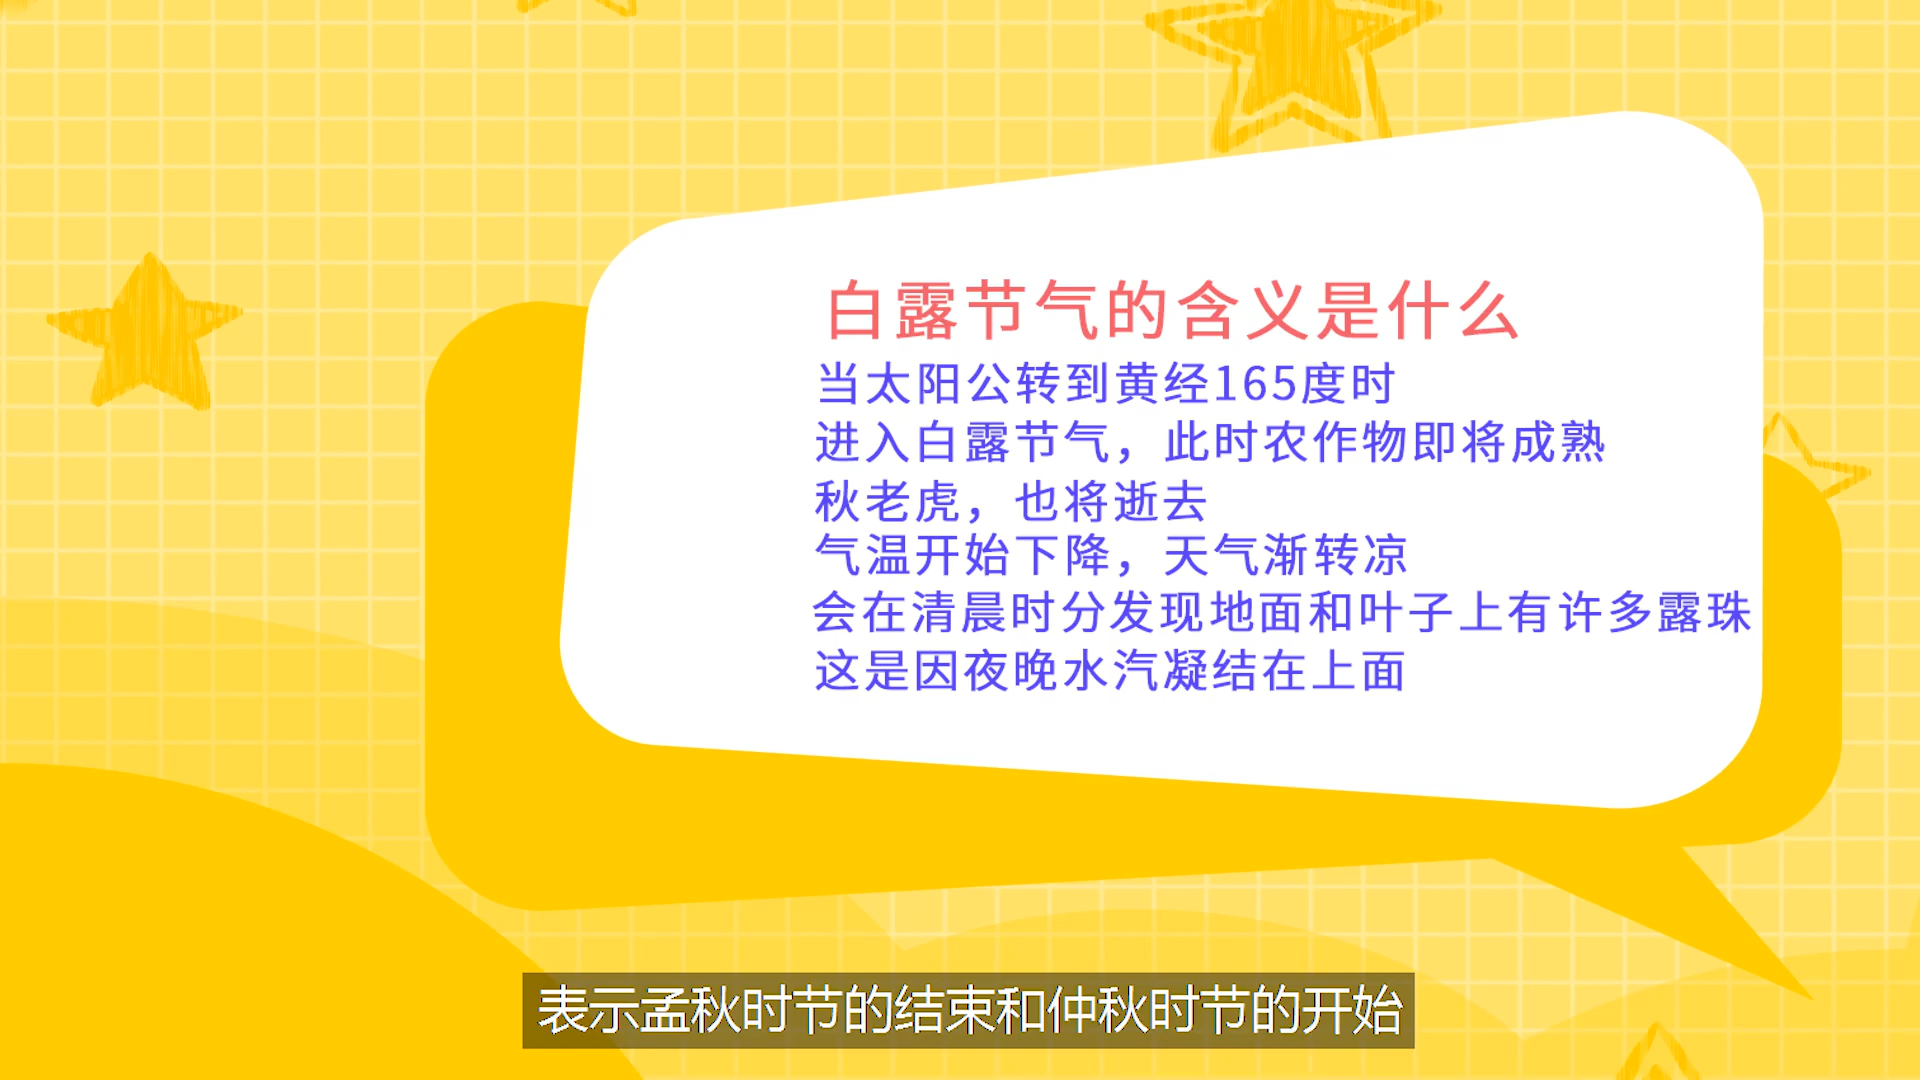 白露节气的含义是什么
当太阳公转到黄经165度时
进入白露节气，此时农作物即将成熟
秋老虎，也将逝去
气温开始下降，天气渐转凉
会在清晨时分发现地面和叶子上有许多露珠
这是因夜晚水汽凝结在上面
表示孟秋时节的结束和仲秋时节的开始